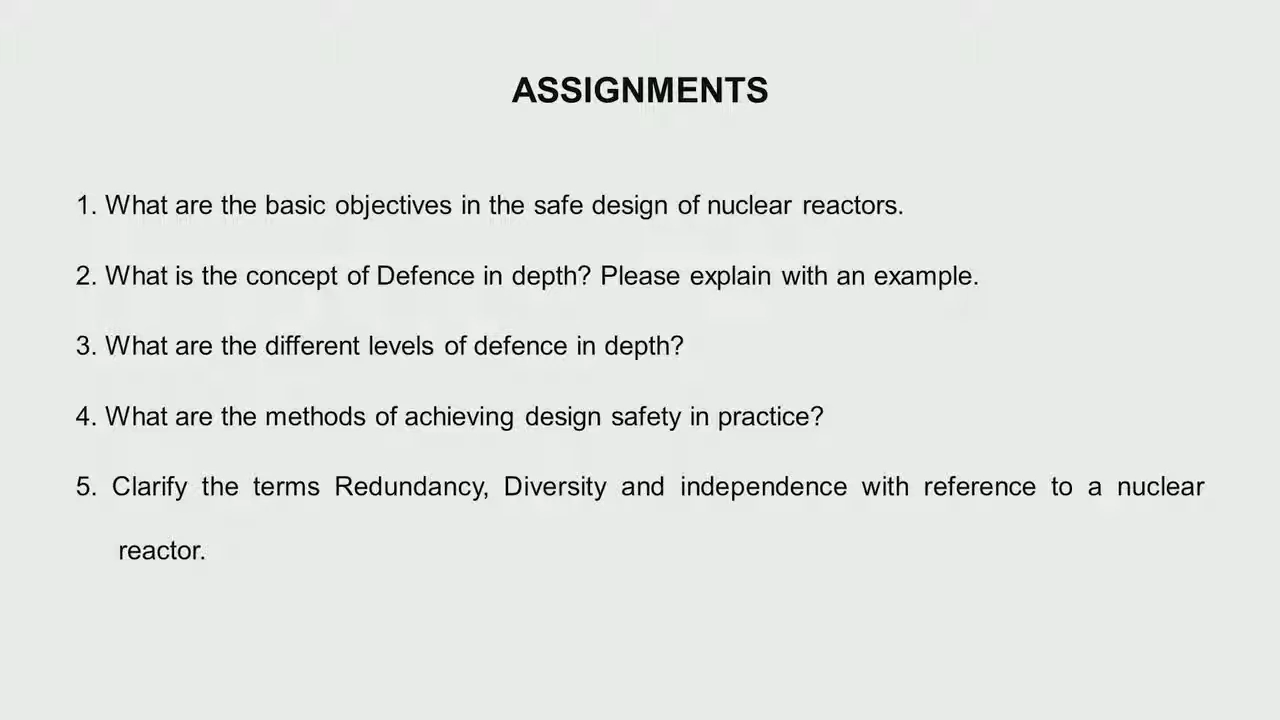 ASSIGNMENTS
1. What are the basic objectives in the safe design of nuclear reactors.
2. What is the concept of Defence in depth? Please explain with an example.
3. What are the different levels of defence in depth?
4. What are the methods of achieving design safety in practice?
5. Clarify the terms Redundancy, Diversity and independence with reference to a nuclear
reactor.